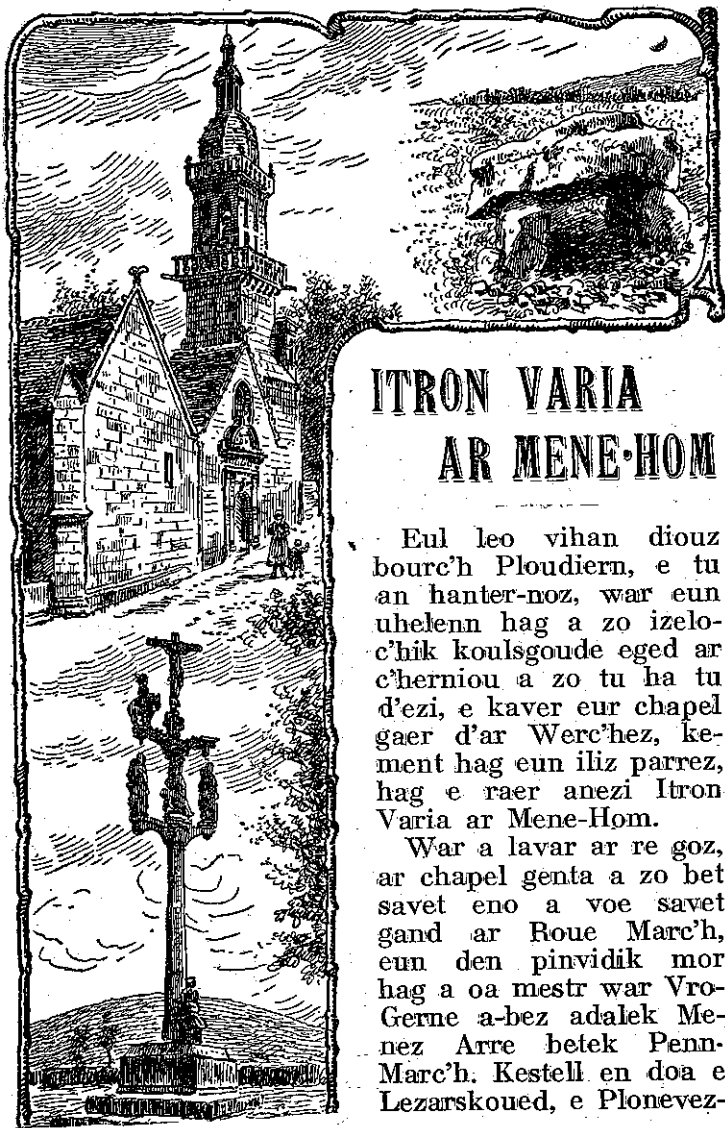 ITRON VARIA
AR MENE-HOM
Eul leo vihan diouz
bourc'h Ploudiern, e tu
an hanter-noz, war eun
uhelenn hag a zo izelo-
c'hik koulsgoude eged ar
c'herniou a zo tu ha tu
d'ezi, e kaver eur chapel
gaer d'ar Werc'hez, ke-
ment hag eun iliz parrez,
hag e raer anezi Itron
Varia ar Mene-Hom.
War a lavar ar re goz,
ar chapel genta a zo bet
savet eno a voe savet
gand ar Roue Marc'h,
eun den pinvidik mor
hag a oa mestr war Vro-
Gerne a-bez adalek Me-
nez Arre betek Penn-
Marc'h. Kestell en doa e
Lezarskoued, e Plonevez-